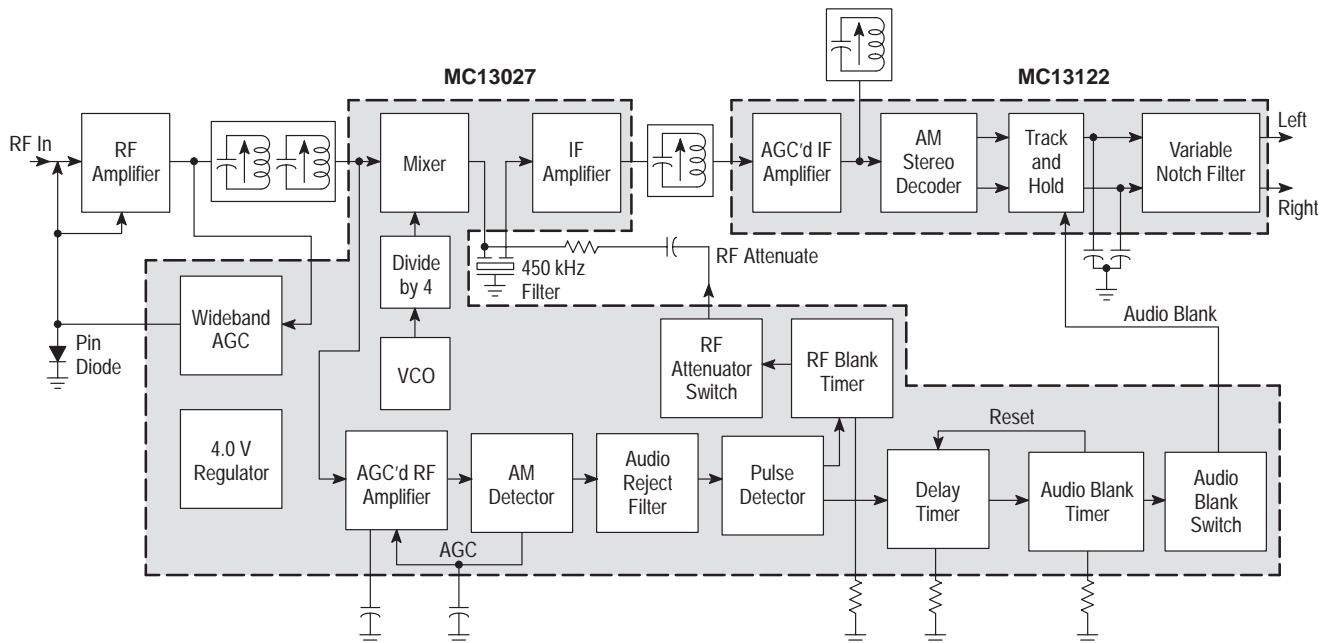 MC13027
MC13122
RF In
RF
Amplifier
Mixer
IF
Amplifier
AGC'd IF
Amplifier
AM
Stereo
Decoder
Track
and
Hold
Variable
Notch Filter
Left
Right
Divide
by 4
450 kHz
Filter
RF Attenuate
Wideband
AGC
Pin
Diode
VCO
RF
Attenuator
Switch
RF Blank
Timer
Audio Blank
4.0 V
Regulator
AGC'd RF
Amplifier
AM
Detector
Audio
Reject
Filter
Pulse
Detector
Reset
Delay
Timer
Audio Blank
Timer
Audio
Blank
Switch
AGC